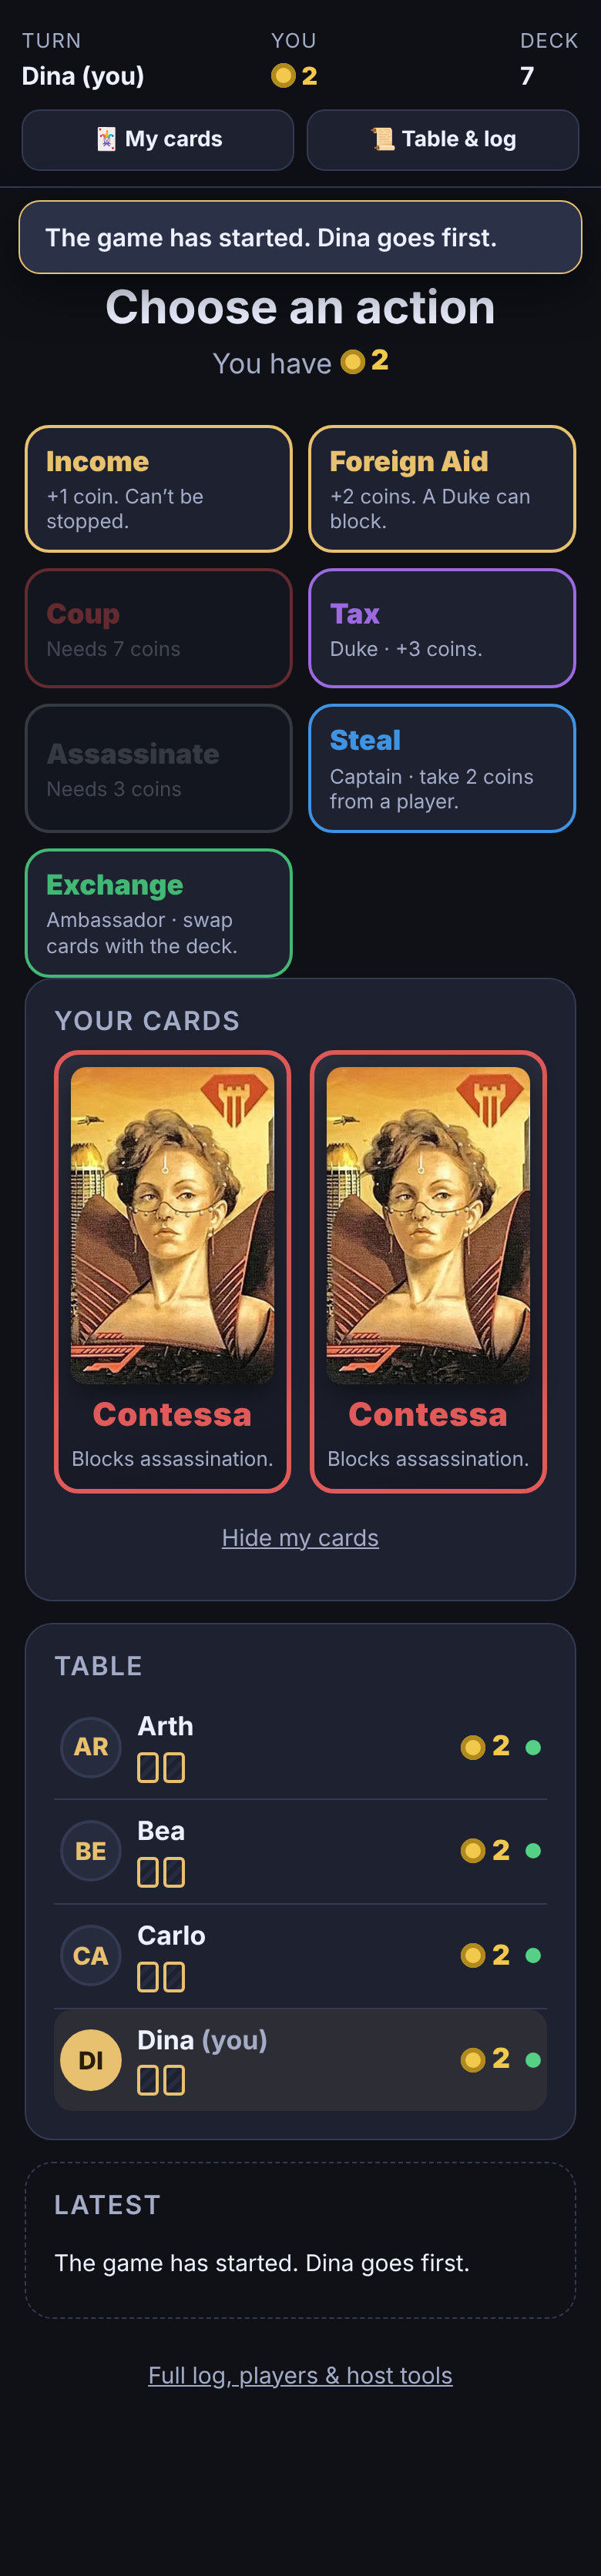 TURN
YOU
DECK
Dina (you)
2
7
🃏 My cards
📜 Table & log
The game has started. Dina goes first.
Choose an action
You have 2
Income
+1 coin. Can’t be
stopped.
Foreign Aid
+2 coins. A Duke can
block.
Coup
Needs 7 coins
Tax
Duke · +3 coins.
Assassinate
Needs 3 coins
Steal
Captain · take 2 coins
from a player.
Exchange
Ambassador · swap
cards with the deck.
YOUR CARDS
Contessa
Blocks assassination.
Contessa
Blocks assassination.
Hide my cards
TABLE
AR
Arth
2
BE
Bea
2
CA
Carlo
2
DI
Dina (you)
2
LATEST
The game has started. Dina goes first.
Full log, players & host tools